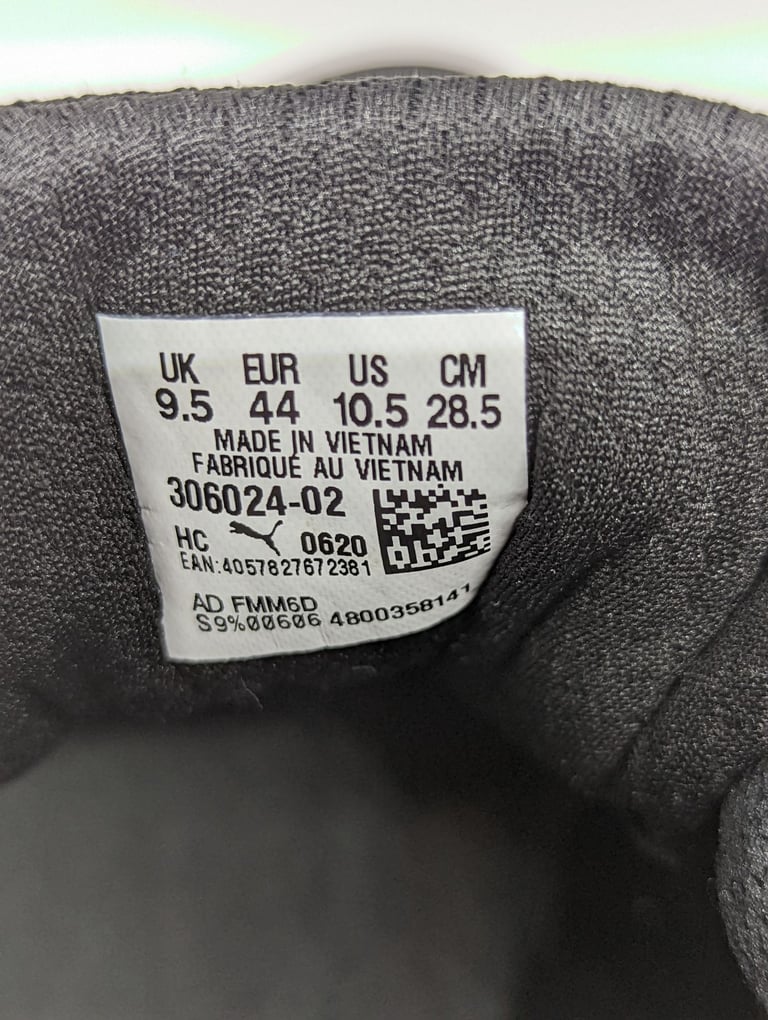 UK EUR US CM
9.5 44 10.5 28.5
MADE IN VIETNAM
FABRIQUÉ AU VIETNAM
306024-02
HC 0620
EAN:4057827672381
AD FMM6D
S9%00606 4800358141